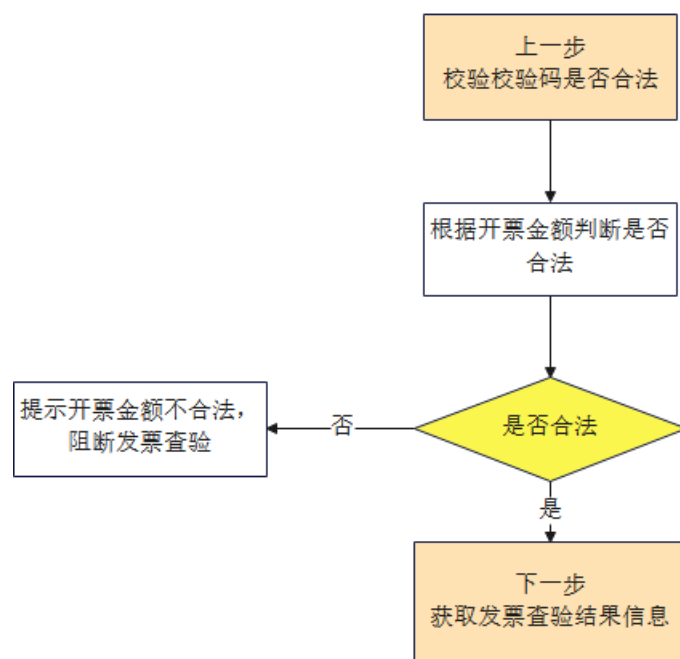 上一步
校验校验码是否合法
根据开票金额判断是否
合法
是否合法
否
提示开票金额不合法，
阻断发票查验
是
下一步
获取发票查验结果信息